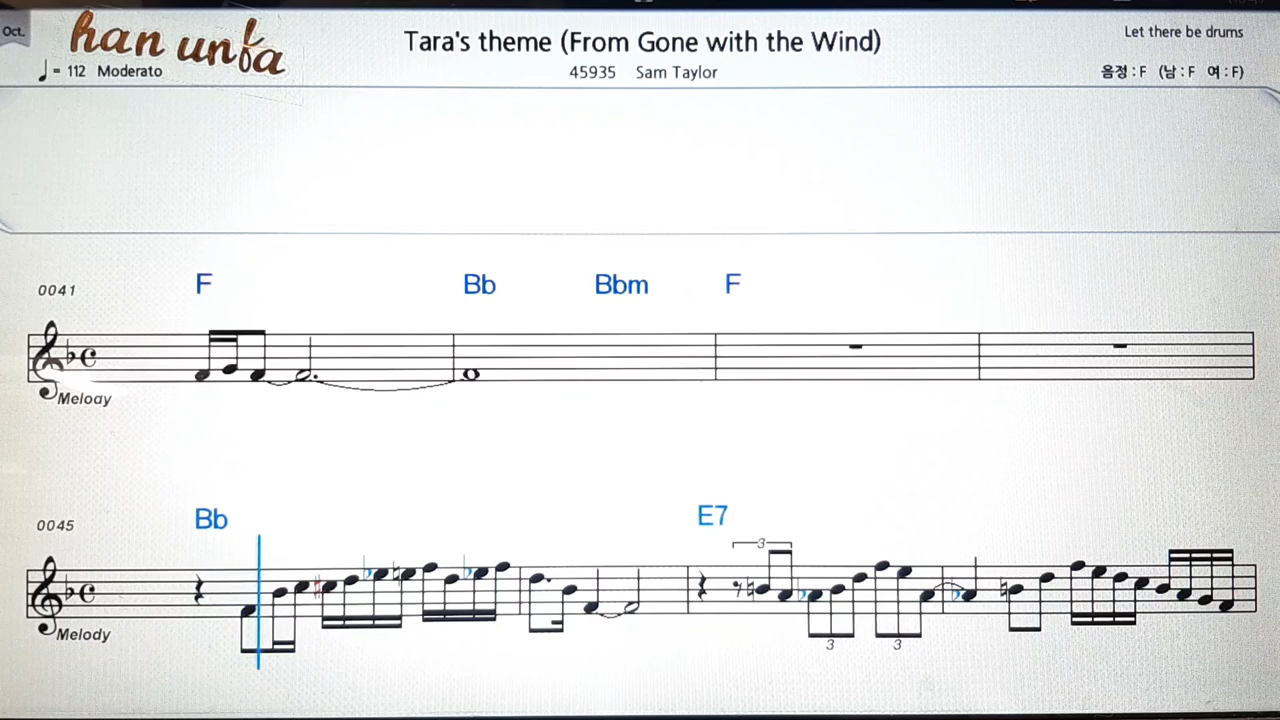 Oct.
han unfa
Tara's theme (From Gone with the Wind)
Let there be drums
♩ = 112 Moderato
45935 Sam Taylor
음정 : F (남 : F 여 : F)
0041
F Bb Bbm F
Melody
0045
Bb E7
3
Melody
3 3